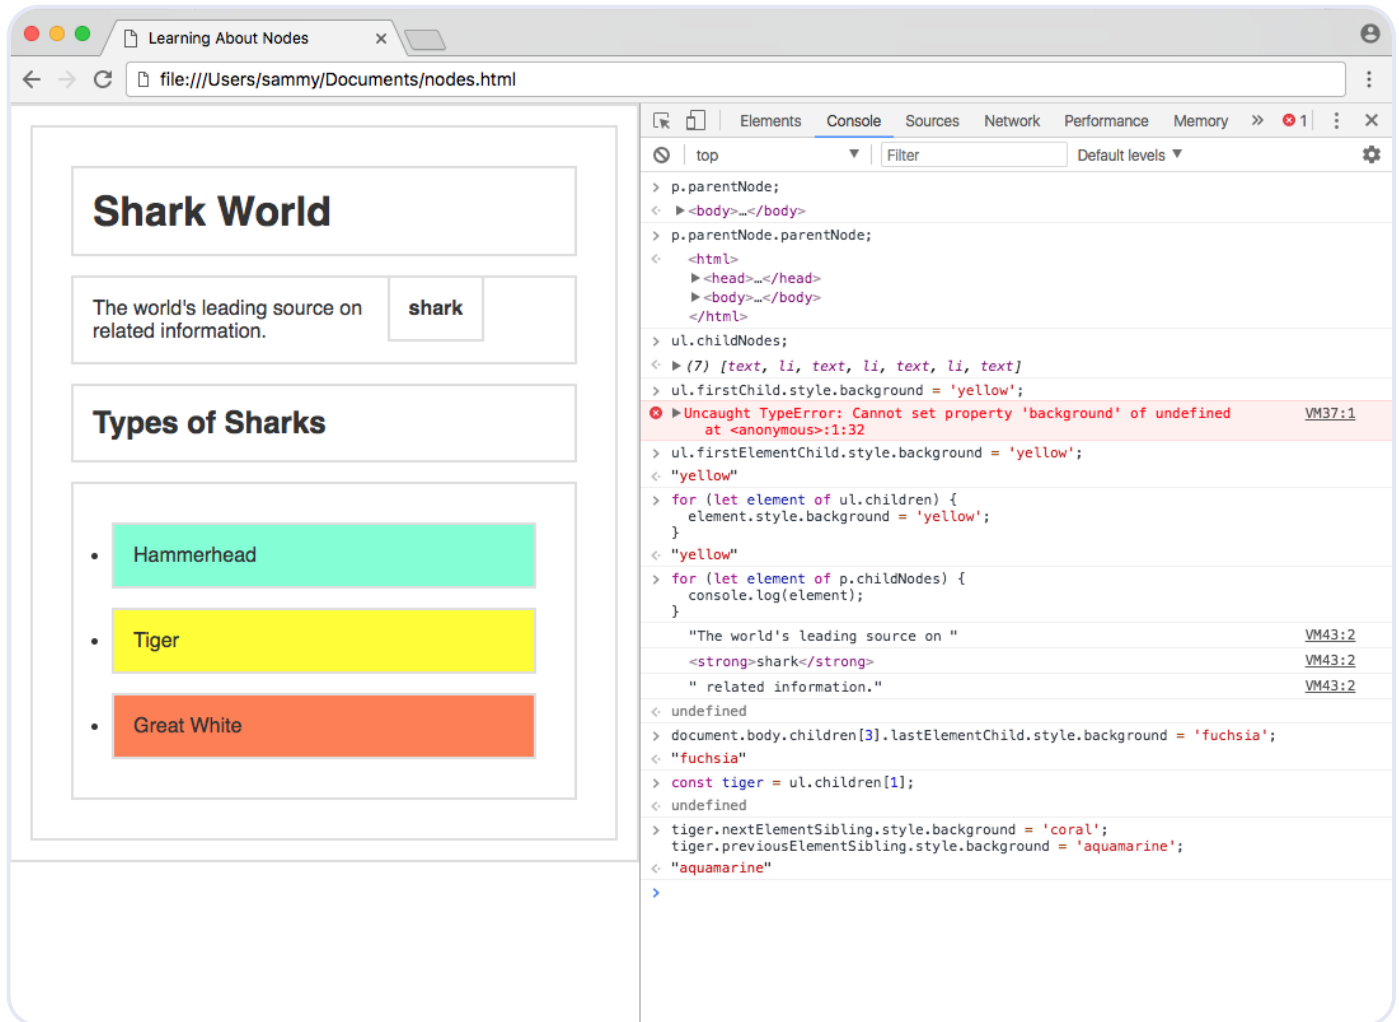 Learning About Nodes
file:///Users/sammy/Documents/nodes.html
Shark World
The world's leading source on shark
related information.
Types of Sharks
• Hammerhead
• Tiger
• Great White
Elements Console Sources Network Performance Memory » 1
top Filter Default levels
> p.parentNode;
<body>…</body>
> p.parentNode.parentNode;
<html>
<head>…</head>
<body>…</body>
</html>
> ul.childNodes;
(7) [text, li, text, li, text, li, text]
> ul.firstChild.style.background = 'yellow';
Uncaught TypeError: Cannot set property 'background' of undefined VM37:1
at <anonymous>:1:32
> ul.firstElementChild.style.background = 'yellow';
"yellow"
> for (let element of ul.children) {
element.style.background = 'yellow';
}
"yellow"
> for (let element of p.childNodes) {
console.log(element);
}
"The world's leading source on " VM43:2
<strong>shark</strong> VM43:2
" related information." VM43:2
undefined
> document.body.children[3].lastElementChild.style.background = 'fuchsia';
"fuchsia"
> const tiger = ul.children[1];
undefined
> tiger.nextElementSibling.style.background = 'coral';
tiger.previousElementSibling.style.background = 'aquamarine';
"aquamarine"
>